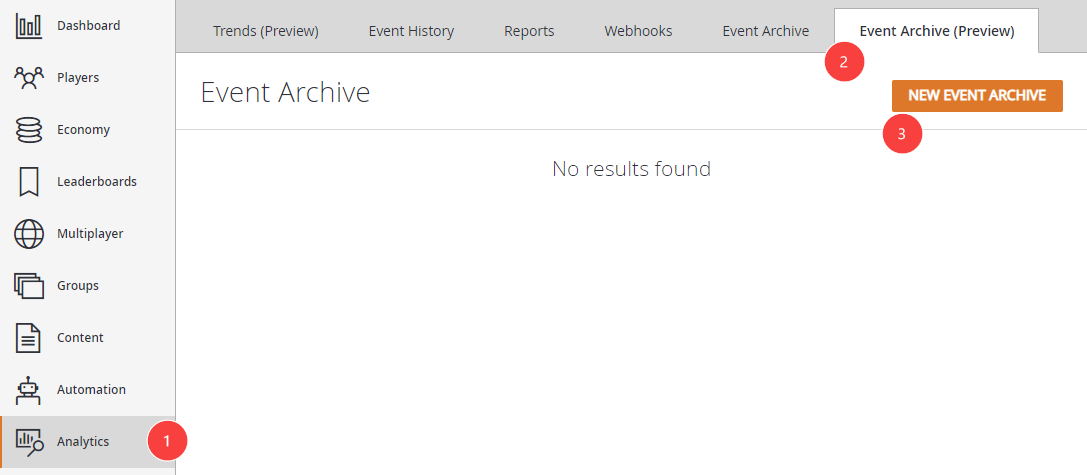 Dashboard
Players
Economy
Leaderboards
Multiplayer
Groups
Content
Automation
Analytics
1
Trends (Preview) Event History Reports Webhooks Event Archive Event Archive (Preview)
2
Event Archive
NEW EVENT ARCHIVE
3
No results found